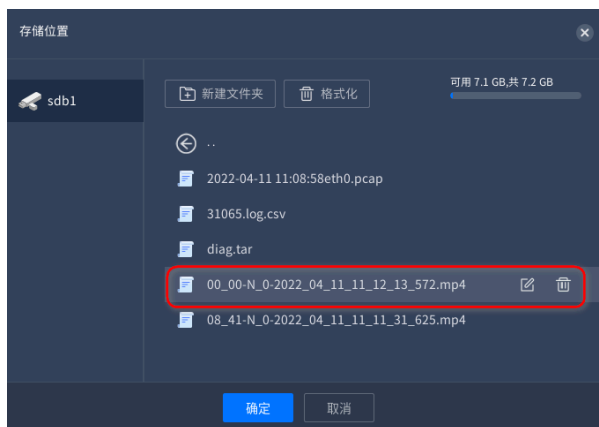 存储位置
sdb1
新建文件夹
格式化
可用 7.1 GB,共 7.2 GB
..
2022-04-11 11:08:58eth0.pcap
31065.log.csv
diag.tar
00_00-N_0-2022_04_11_11_12_13_572.mp4
08_41-N_0-2022_04_11_11_11_31_625.mp4
确定
取消